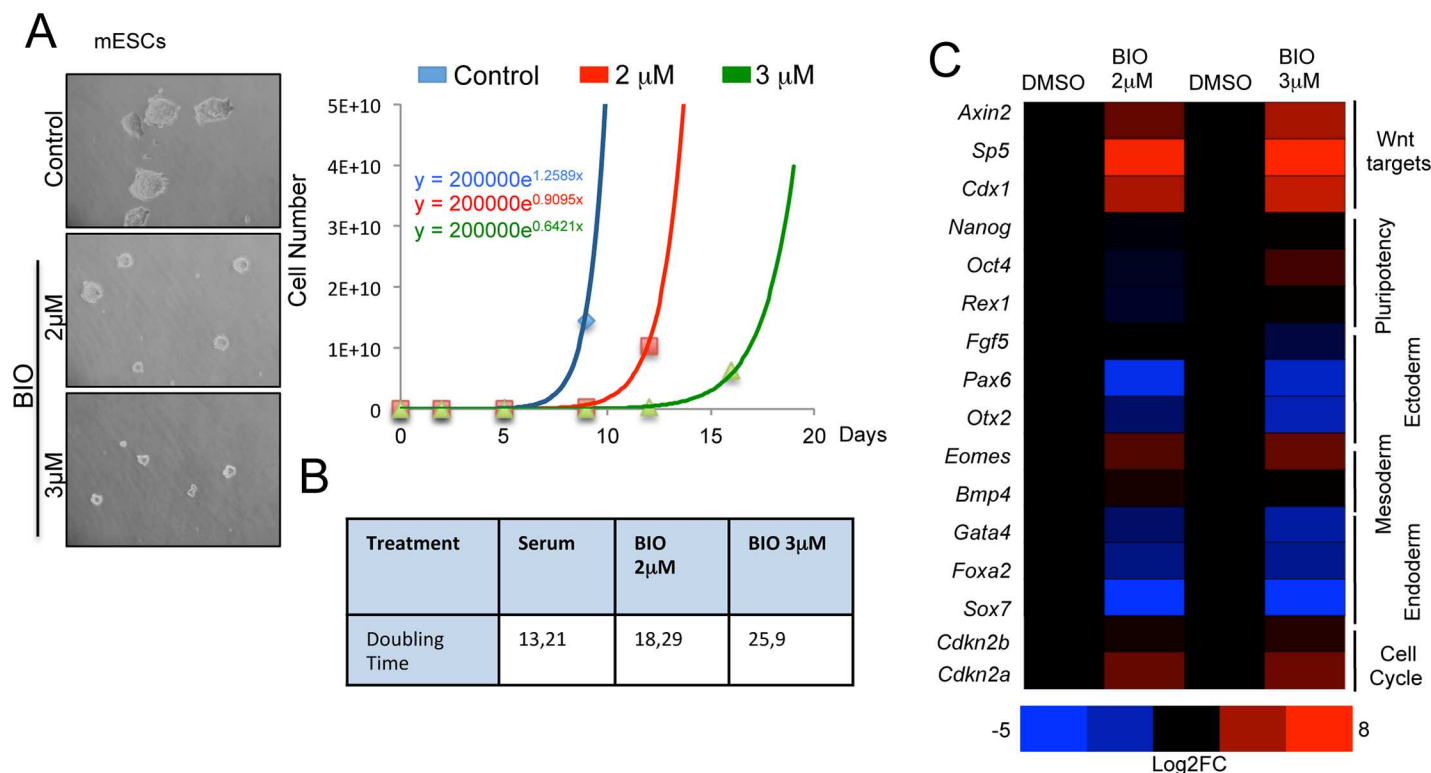 A
mESCs
Control
BIO
2μM
3μM
Control
2 μM
3 μM
Cell Number
5E+10
4E+10
3E+10
2E+10
1E+10
0
y = 200000e^1.2589x
y = 200000e^0.9095x
y = 200000e^0.6421x
0
5
10
15
20
Days
B
Treatment
Serum
BIO
2μM
BIO 3μM
Doubling
Time
13,21
18,29
25,9
C
DMSO
BIO
2μM
DMSO
BIO
3μM
Axin2
Sp5
Cdx1
Nanog
Oct4
Rex1
Fgf5
Pax6
Otx2
Eomes
Bmp4
Gata4
Foxa2
Sox7
Cdkn2b
Cdkn2a
Wnt
targets
Pluripotency
Ectoderm
Mesoderm
Endoderm
Cell
Cycle
-5
8
Log2FC